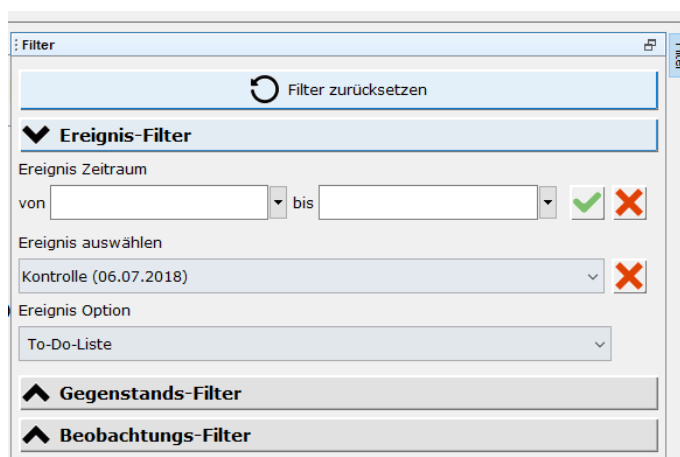 Filter
Filter
Filter zurücksetzen
Ereignis-Filter
Ereignis Zeitraum
von bis
Ereignis auswählen
Kontrolle (06.07.2018)
Ereignis Option
To-Do-Liste
Gegenstands-Filter
Beobachtungs-Filter